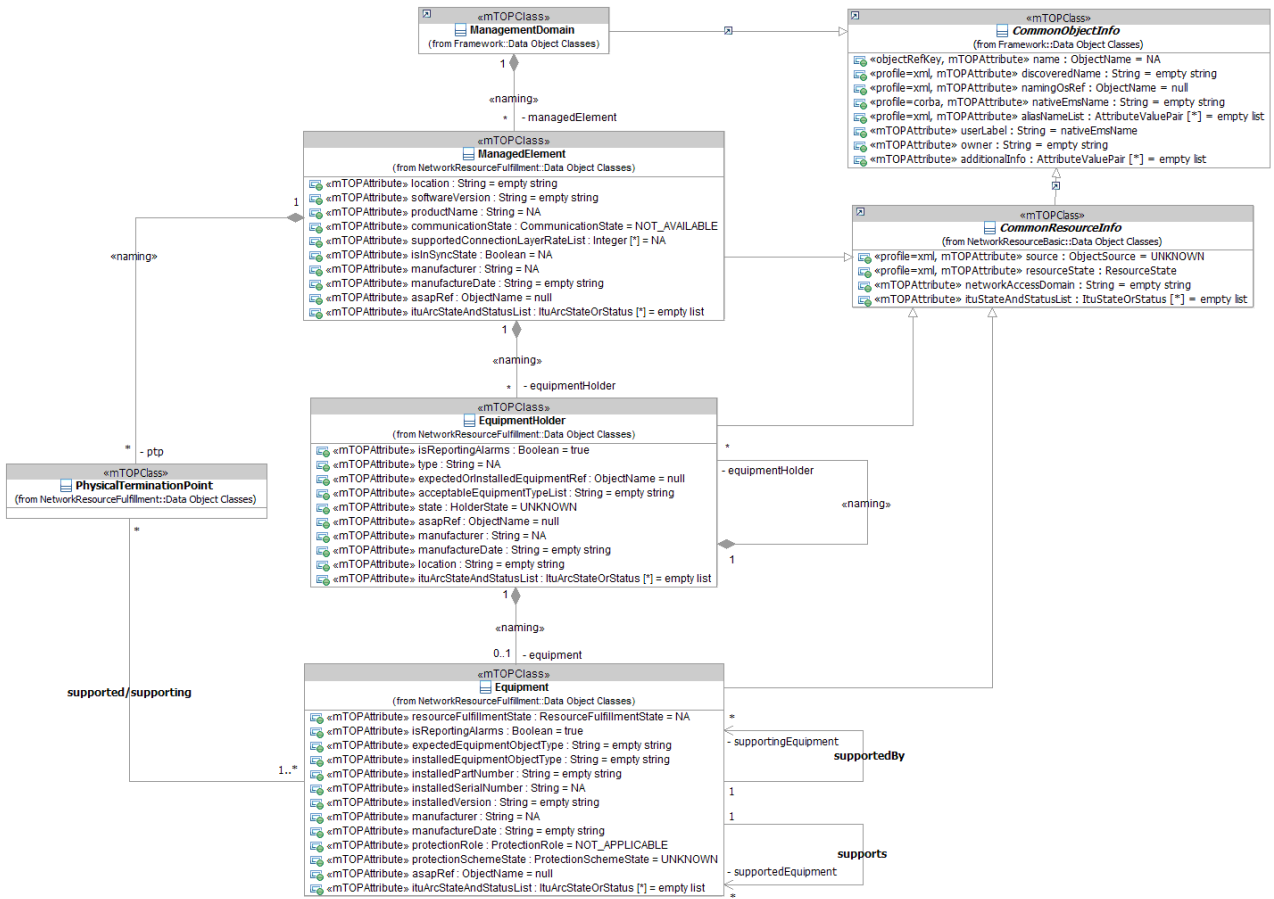 «mTOPClass»
ManagementDomain
(from Framework::Data Object Classes)
«mTOPClass»
CommonObjectInfo
(from Framework::Data Object Classes)
«objectRefKey, mTOPAttribute» name : ObjectName = NA
«profile=xml, mTOPAttribute» discoveredName : String = empty string
«profile=xml, mTOPAttribute» namingOsRef : ObjectName = null
«profile=corba, mTOPAttribute» nativeEmsName : String = empty string
«profile=xml, mTOPAttribute» aliasNameList : AttributeValuePair [*] = empty list
«mTOPAttribute» userLabel : String = nativeEmsName
«mTOPAttribute» owner : String = empty string
«mTOPAttribute» additionalInfo : AttributeValuePair [*] = empty list
1
«naming»
* - managedElement
«mTOPClass»
ManagedElement
(from NetworkResourceFulfillment::Data Object Classes)
«mTOPAttribute» location : String = empty string
«mTOPAttribute» softwareVersion : String = empty string
«mTOPAttribute» productName : String = NA
«mTOPAttribute» communicationState : CommunicationState = NOT_AVAILABLE
«mTOPAttribute» supportedConnectionLayerRateList : Integer [*] = NA
«mTOPAttribute» isInSyncState : Boolean = NA
«mTOPAttribute» manufacturer : String = NA
«mTOPAttribute» manufactureDate : String = empty string
«mTOPAttribute» asapRef : ObjectName = null
«mTOPAttribute» ituArcStateAndStatusList : ItuArcStateOrStatus [*] = empty list
«mTOPClass»
CommonResourceInfo
(from NetworkResourceBasic::Data Object Classes)
«profile=xml, mTOPAttribute» source : ObjectSource = UNKNOWN
«profile=xml, mTOPAttribute» resourceState : ResourceState
«mTOPAttribute» networkAccessDomain : String = empty string
«mTOPAttribute» ituStateAndStatusList : ItuStateOrStatus [*] = empty list
1
«naming»
* - ptp
1
«naming»
* - equipmentHolder
«mTOPClass»
EquipmentHolder
(from NetworkResourceFulfillment::Data Object Classes)
«mTOPAttribute» isReportingAlarms : Boolean = true
«mTOPAttribute» type : String = NA
«mTOPAttribute» expectedOrInstalledEquipmentRef : ObjectName = null
«mTOPAttribute» acceptableEquipmentTypeList : String = empty string
«mTOPAttribute» state : HolderState = UNKNOWN
«mTOPAttribute» asapRef : ObjectName = null
«mTOPAttribute» manufacturer : String = NA
«mTOPAttribute» manufactureDate : String = empty string
«mTOPAttribute» location : String = empty string
«mTOPAttribute» ituArcStateAndStatusList : ItuArcStateOrStatus [*] = empty list
*
- equipmentHolder
«naming»
1
«mTOPClass»
PhysicalTerminationPoint
(from NetworkResourceFulfillment::Data Object Classes)
*
supported/supporting
1..*
1
«naming»
0..1 - equipment
«mTOPClass»
Equipment
(from NetworkResourceFulfillment::Data Object Classes)
«mTOPAttribute» resourceFulfillmentState : ResourceFulfillmentState = NA
«mTOPAttribute» isReportingAlarms : Boolean = true
«mTOPAttribute» expectedEquipmentObjectType : String = empty string
«mTOPAttribute» installedEquipmentObjectType : String = empty string
«mTOPAttribute» installedPartNumber : String = empty string
«mTOPAttribute» installedSerialNumber : String = NA
«mTOPAttribute» installedVersion : String = empty string
«mTOPAttribute» manufacturer : String = NA
«mTOPAttribute» manufactureDate : String = empty string
«mTOPAttribute» protectionRole : ProtectionRole = NOT_APPLICABLE
«mTOPAttribute» protectionSchemeState : ProtectionSchemeState = UNKNOWN
«mTOPAttribute» asapRef : ObjectName = null
«mTOPAttribute» ituArcStateAndStatusList : ItuArcStateOrStatus [*] = empty list
*
- supportingEquipment
supportedBy
1
1
supports
- supportedEquipment
*